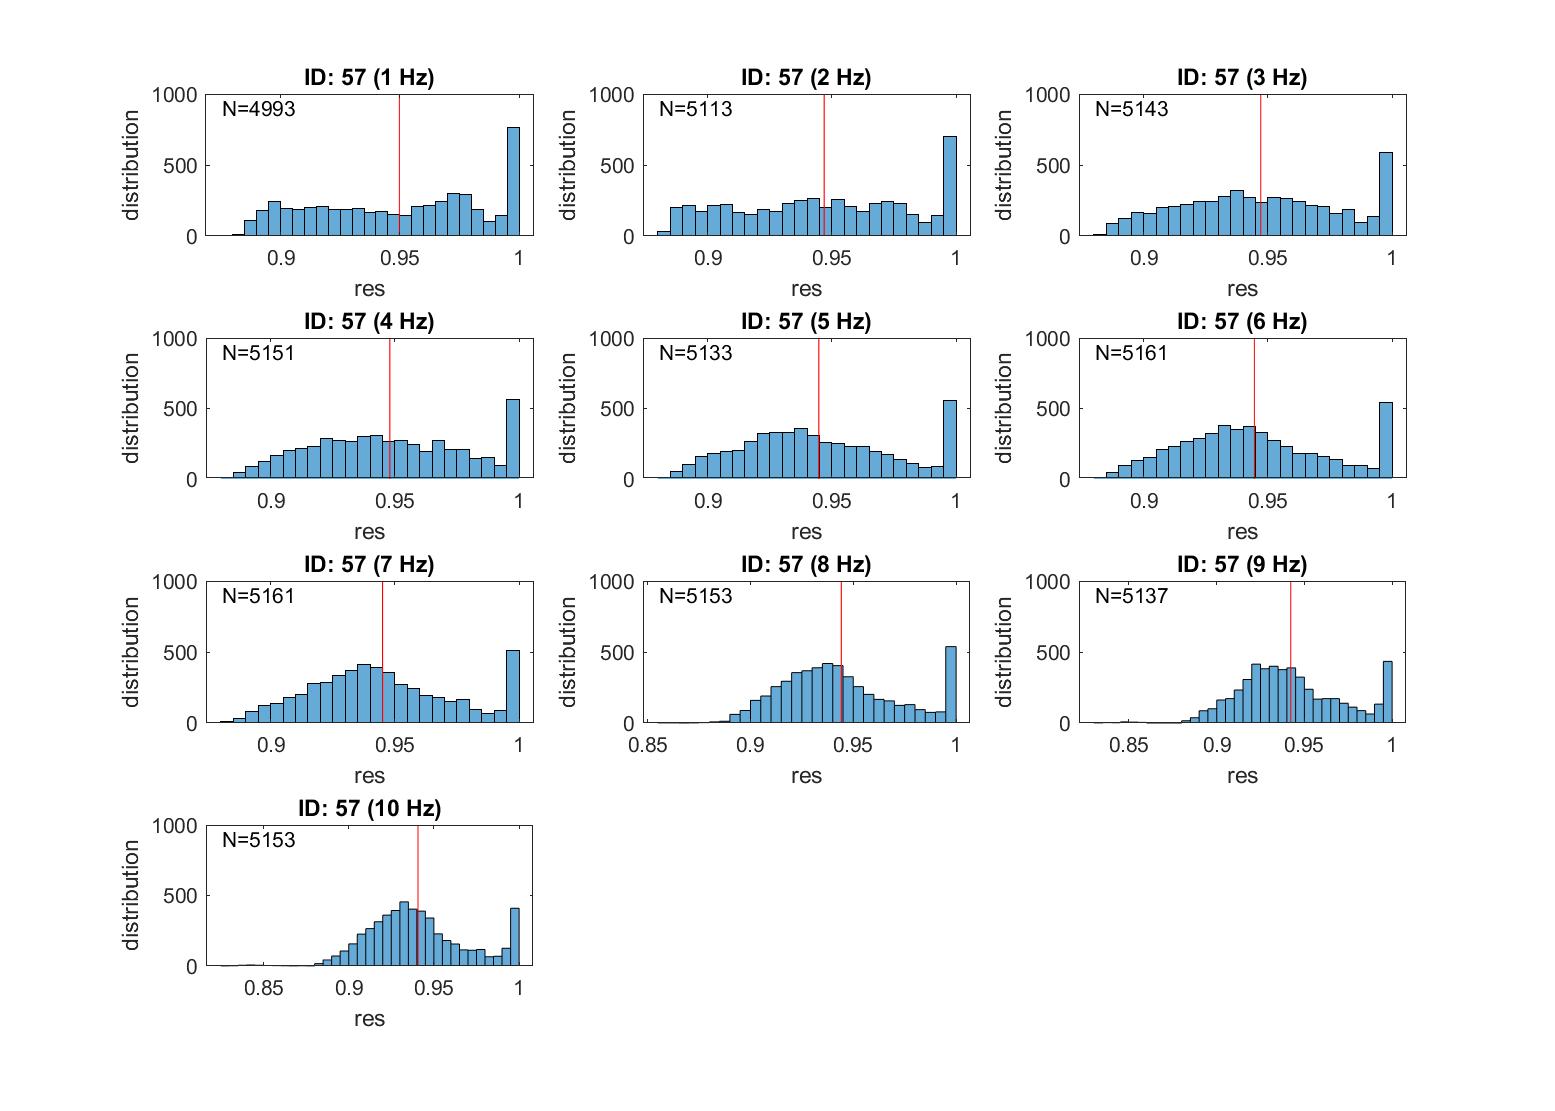 ID: 57 (1 Hz)
N=4993
1000
500
0
distribution
0.9
0.95
1
res
ID: 57 (2 Hz)
N=5113
1000
500
0
distribution
0.9
0.95
1
res
ID: 57 (3 Hz)
N=5143
1000
500
0
distribution
0.9
0.95
1
res
ID: 57 (4 Hz)
N=5151
1000
500
0
distribution
0.9
0.95
1
res
ID: 57 (5 Hz)
N=5133
1000
500
0
distribution
0.9
0.95
1
res
ID: 57 (6 Hz)
N=5161
1000
500
0
distribution
0.9
0.95
1
res
ID: 57 (7 Hz)
N=5161
1000
500
0
distribution
0.9
0.95
1
res
ID: 57 (8 Hz)
N=5153
1000
500
0
distribution
0.85
0.9
0.95
1
res
ID: 57 (9 Hz)
N=5137
1000
500
0
distribution
0.85
0.9
0.95
1
res
ID: 57 (10 Hz)
N=5153
1000
500
0
distribution
0.85
0.9
0.95
1
res